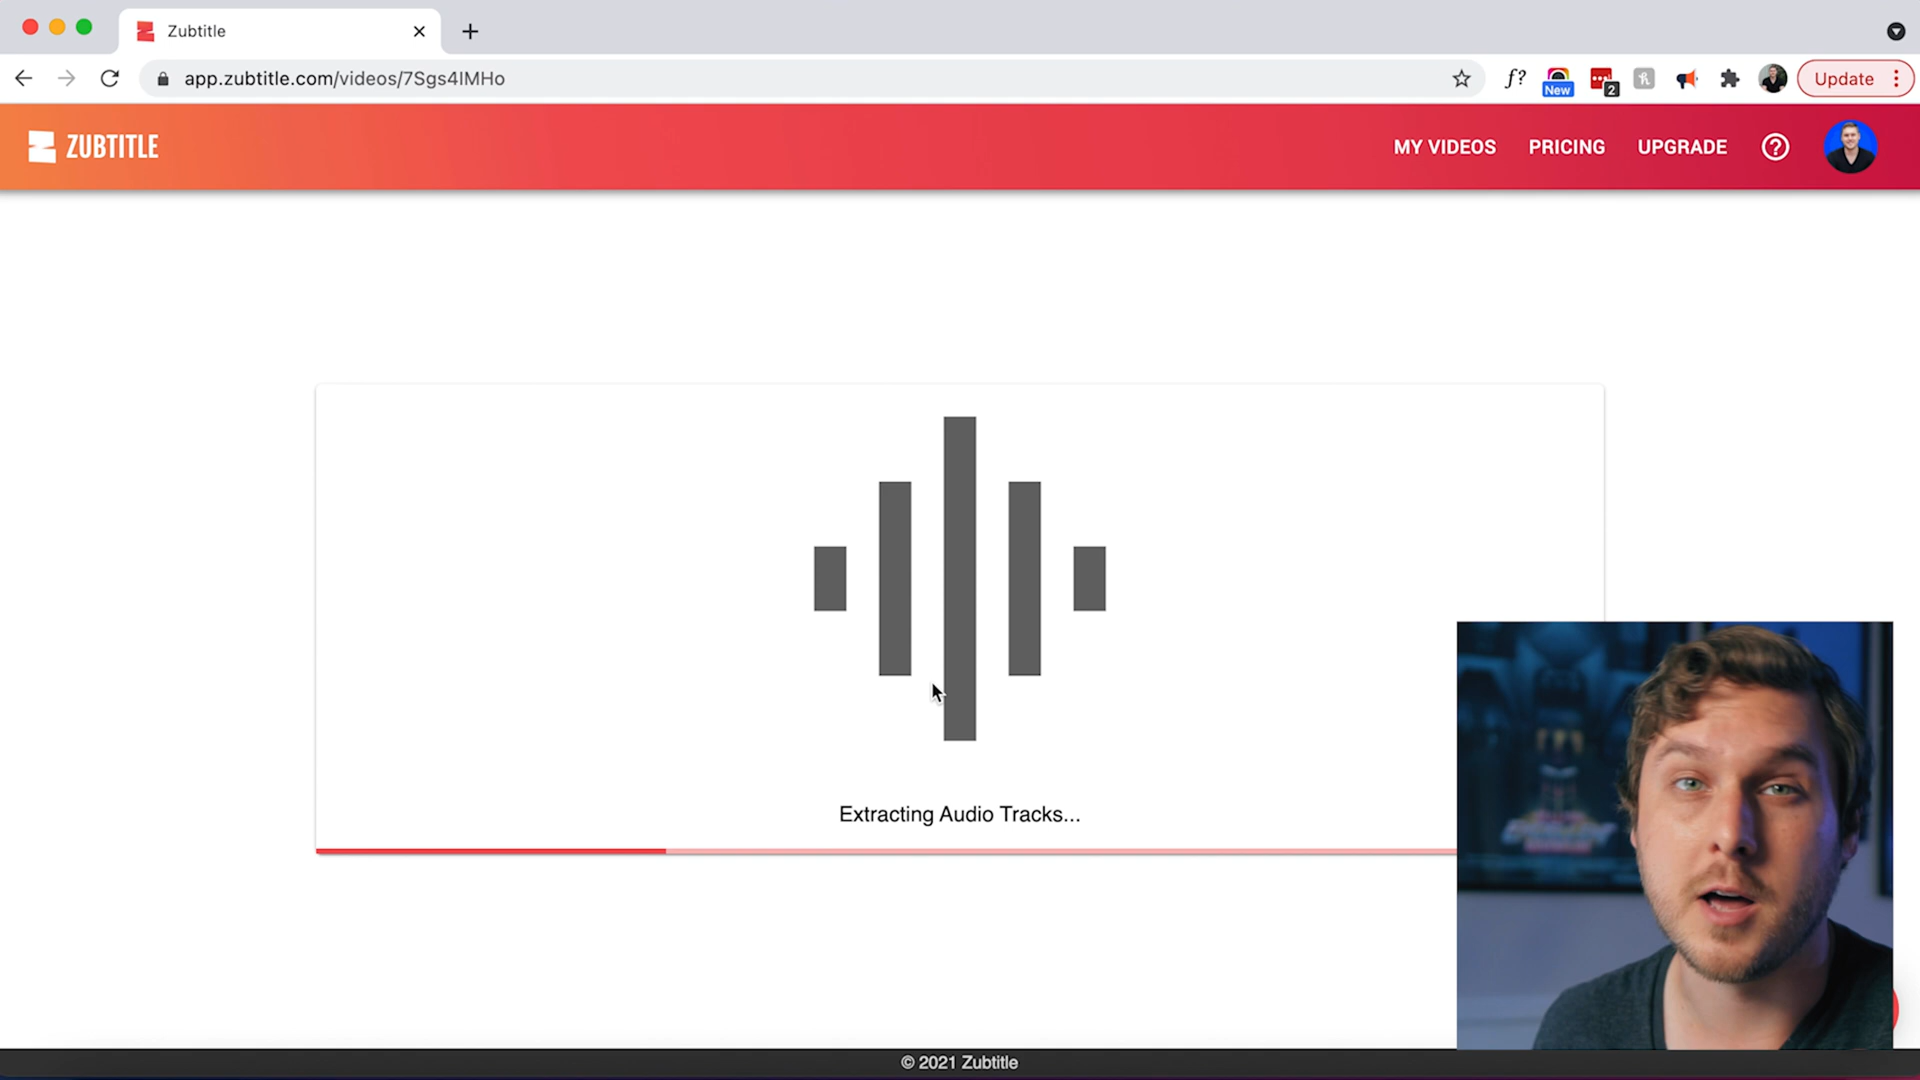 Zubtitle
app.zubtitle.com/videos/7Sgs4IMHo
f?
New
2
Update
ZUBTITLE
MY VIDEOS
PRICING
UPGRADE
?
Extracting Audio Tracks...
© 2021 Zubtitle